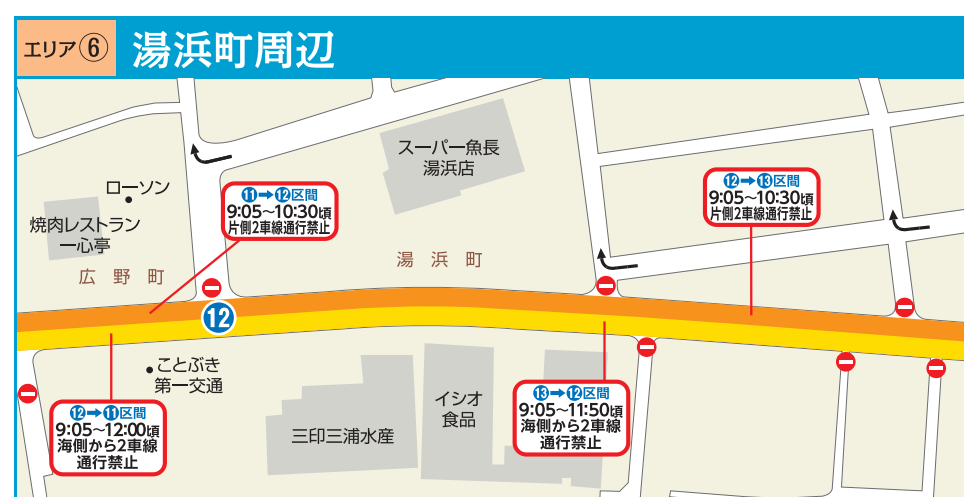 エリア⑥
湯浜町周辺
スーパー魚長
湯浜店
ローソン
焼肉レストラン
一心亭
⑪➡⑫区間
9:05~10:30頃
片側2車線通行禁止
⑫➡⑬区間
9:05~10:30頃
片側2車線通行禁止
広野町
湯浜町
⑫
ことぶき
第一交通
⑫➡⑪区間
9:05~12:00頃
海側から2車線
通行禁止
三印三浦水産
イシオ
食品
⑬➡⑫区間
9:05~11:50頃
海側から2車線
通行禁止